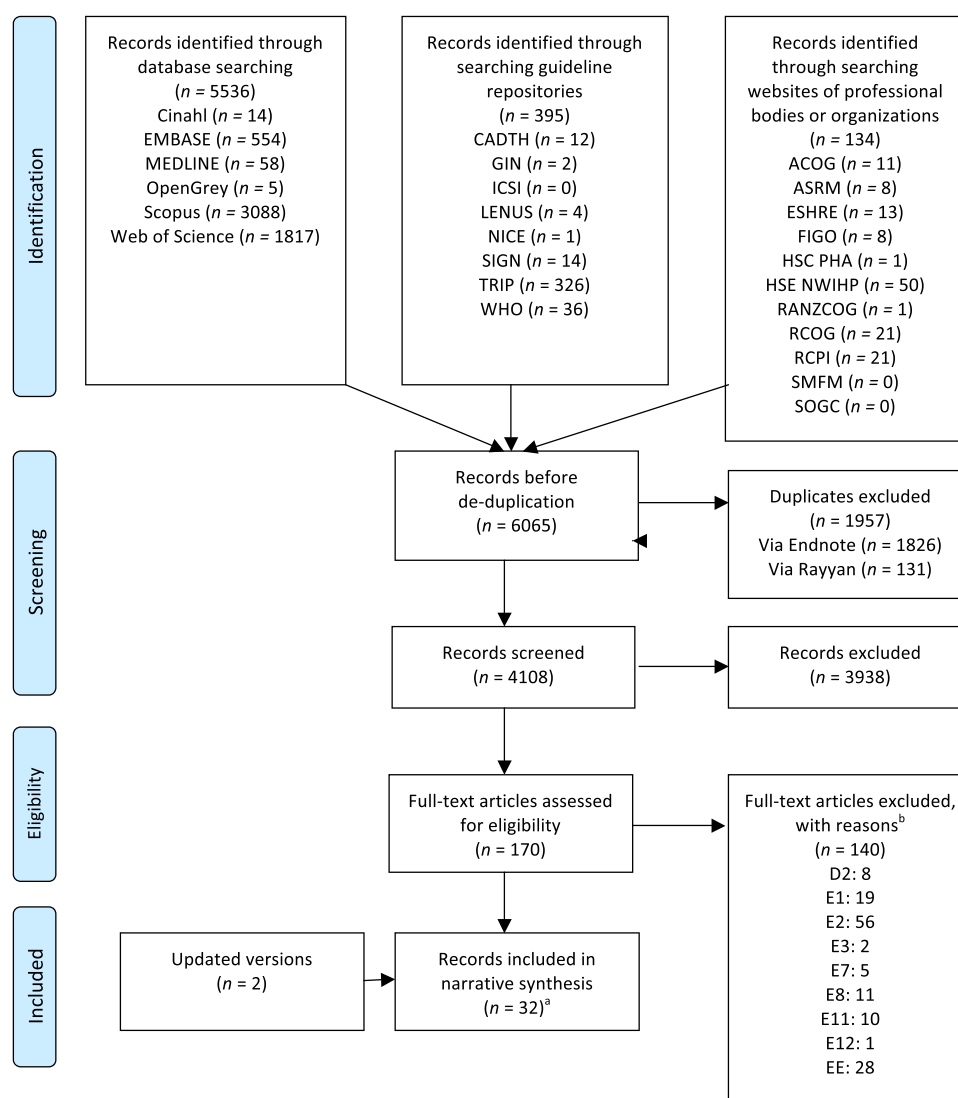 Identification
Records identified through
database searching
(n = 5536)
Cinahl (n = 14)
EMBASE (n = 554)
MEDLINE (n = 58)
OpenGrey (n = 5)
Scopus (n = 3088)
Web of Science (n = 1817)
Records identified through
searching guideline
repositories
(n = 395)
CADTH (n = 12)
GIN (n = 2)
ICSI (n = 0)
LENUS (n = 4)
NICE (n = 1)
SIGN (n = 14)
TRIP (n = 326)
WHO (n = 36)
Records identified
through searching
websites of professional
bodies or organizations
(n = 134)
ACOG (n = 11)
ASRM (n = 8)
ESHRE (n = 13)
FIGO (n = 8)
HSC PHA (n = 1)
HSE NWIHP (n = 50)
RANZCOG (n = 1)
RCOG (n = 21)
RCPI (n = 21)
SMFM (n = 0)
SOGC (n = 0)
Screening
Records before
de-duplication
(n = 6065)
Duplicates excluded
(n = 1957)
Via Endnote (n = 1826)
Via Rayyan (n = 131)
Records screened
(n = 4108)
Records excluded
(n = 3938)
Eligibility
Full-text articles assessed
for eligibility
(n = 170)
Full-text articles excluded,
with reasonsᵇ
(n = 140)
D2: 8
E1: 19
E2: 56
E3: 2
E7: 5
E8: 11
E11: 10
E12: 1
EE: 28
Included
Updated versions
(n = 2)
Records included in
narrative synthesis
(n = 32)ᵃ